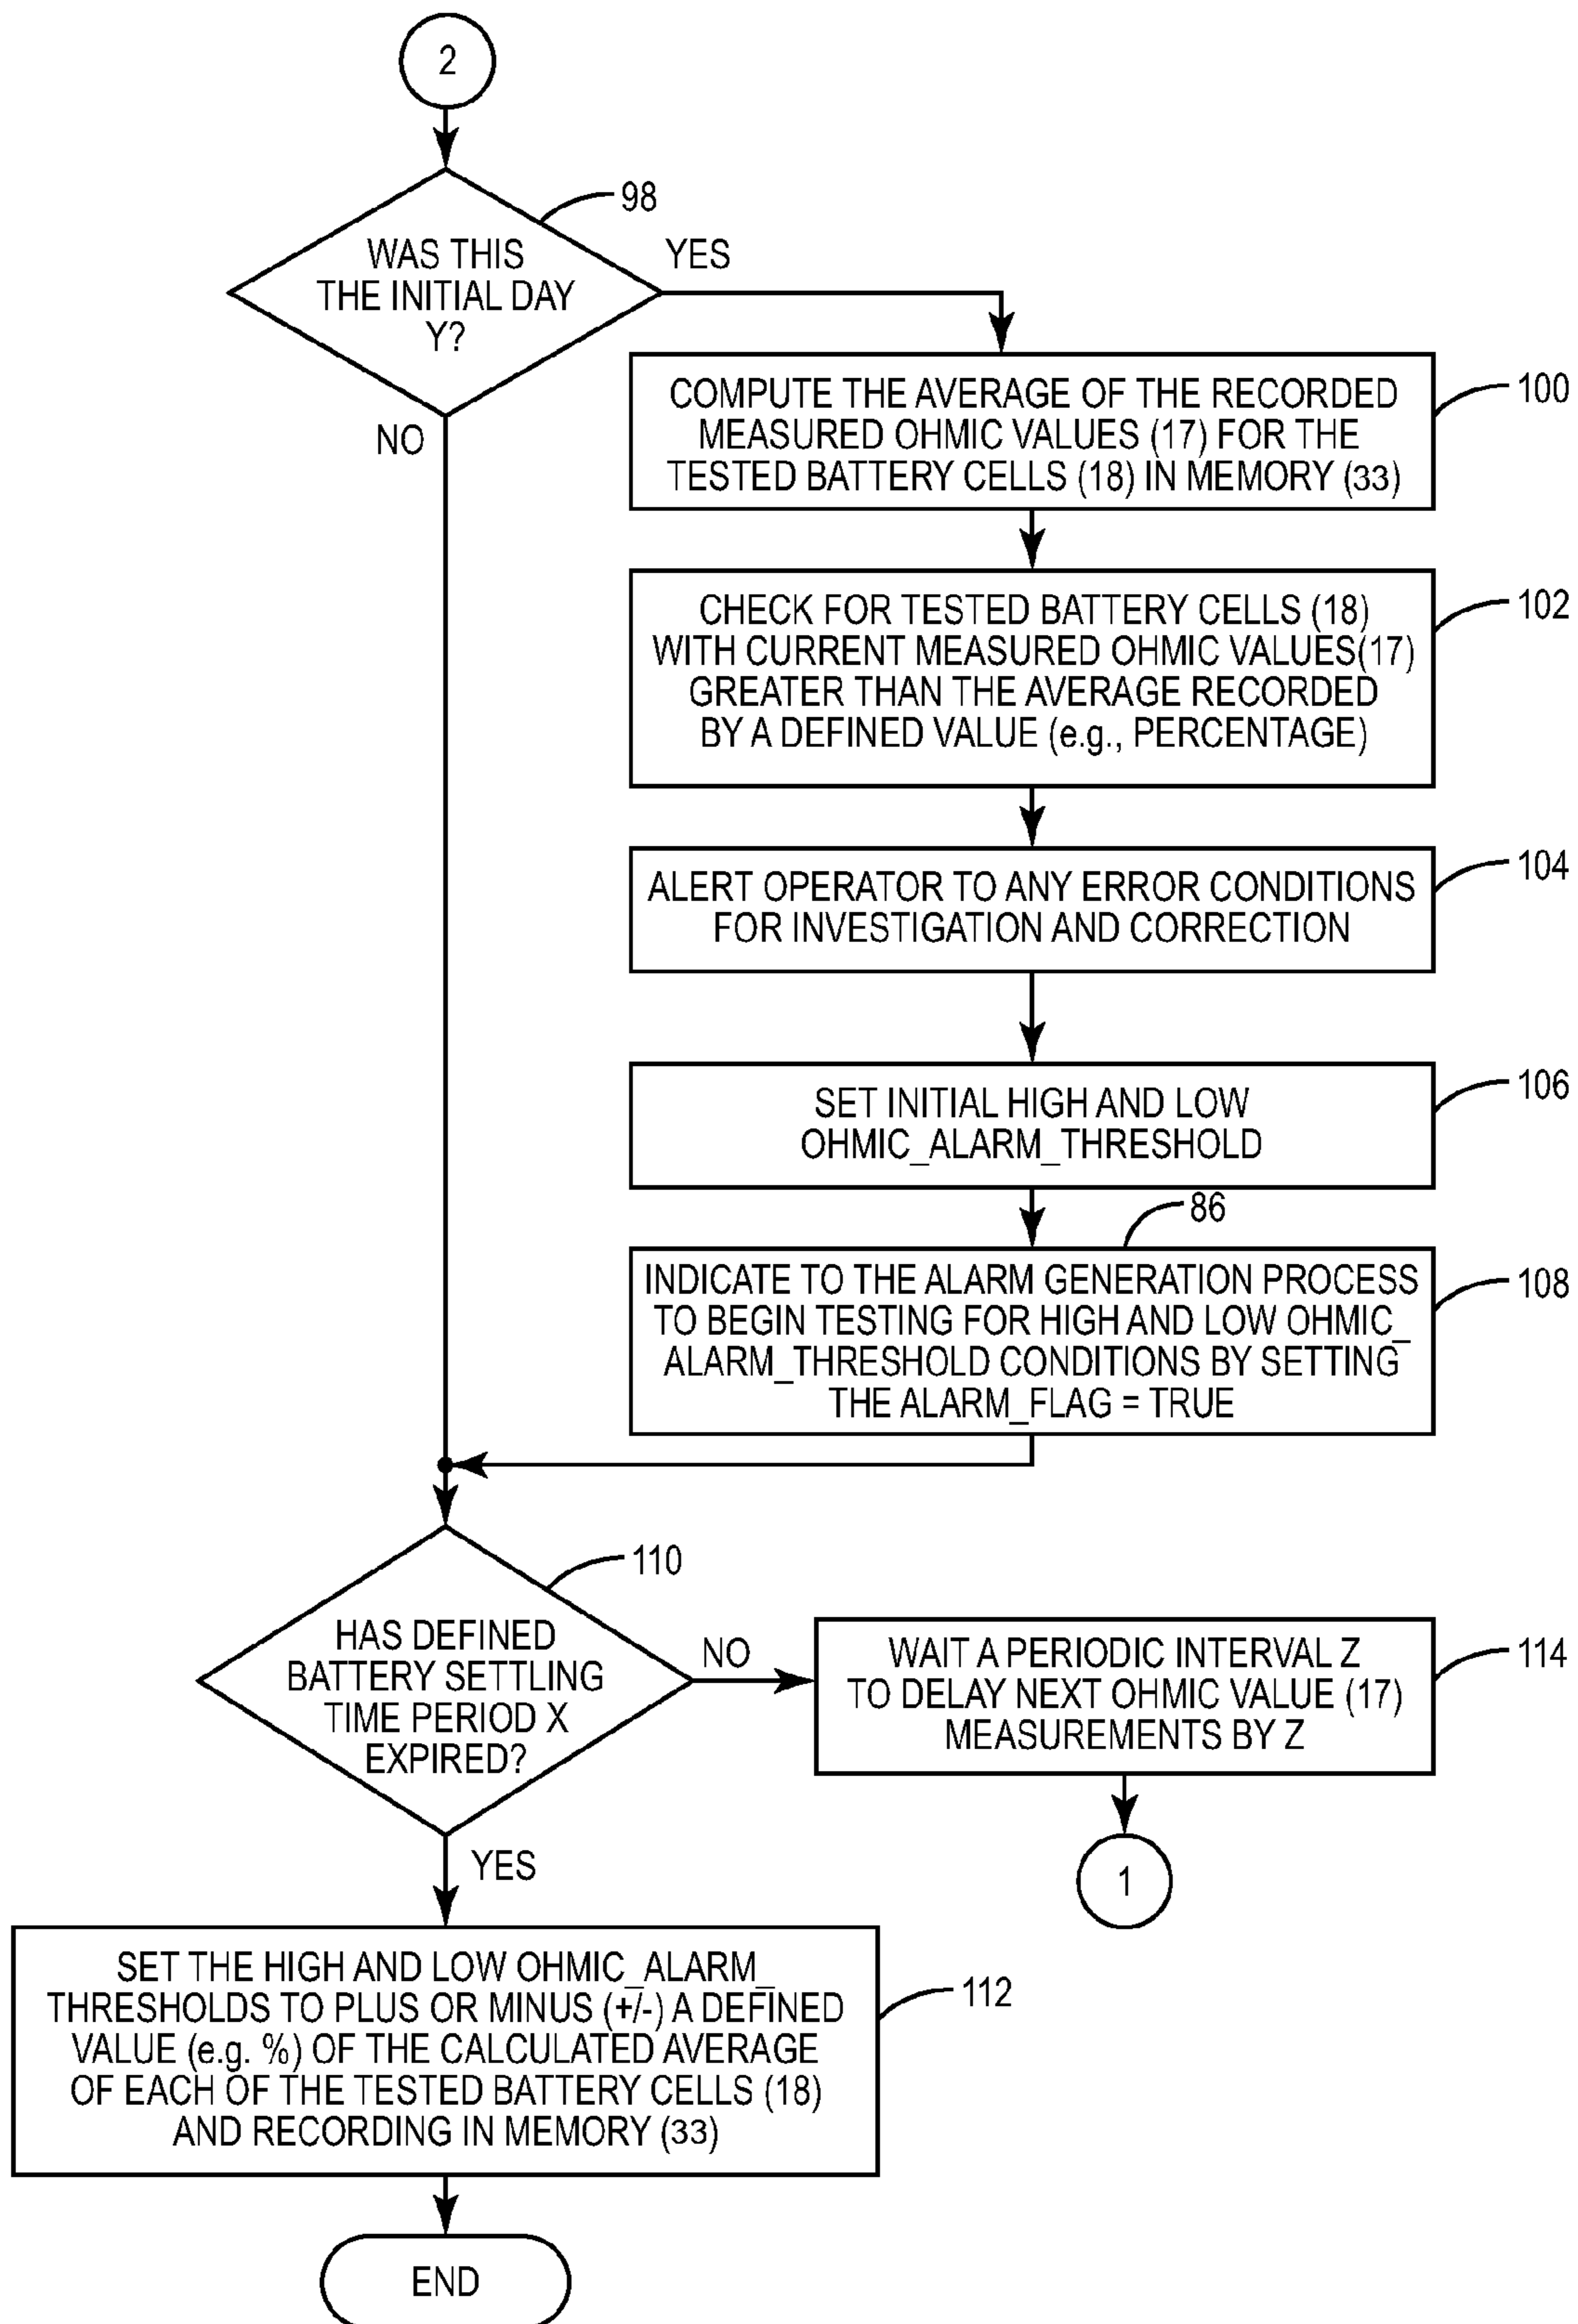 2
98
WAS THIS
THE INITIAL DAY
Y?
YES
NO
COMPUTE THE AVERAGE OF THE RECORDED
MEASURED OHMIC VALUES (17) FOR THE
TESTED BATTERY CELLS (18) IN MEMORY (33)
100
CHECK FOR TESTED BATTERY CELLS (18)
WITH CURRENT MEASURED OHMIC VALUES(17)
GREATER THAN THE AVERAGE RECORDED
BY A DEFINED VALUE (e.g., PERCENTAGE)
102
ALERT OPERATOR TO ANY ERROR CONDITIONS
FOR INVESTIGATION AND CORRECTION
104
SET INITIAL HIGH AND LOW
OHMIC_ALARM_THRESHOLD
106
86
INDICATE TO THE ALARM GENERATION PROCESS
TO BEGIN TESTING FOR HIGH AND LOW OHMIC_
ALARM_THRESHOLD CONDITIONS BY SETTING
THE ALARM_FLAG = TRUE
108
110
HAS DEFINED
BATTERY SETTLING
TIME PERIOD X
EXPIRED?
NO
WAIT A PERIODIC INTERVAL Z
TO DELAY NEXT OHMIC VALUE (17)
MEASUREMENTS BY Z
114
1
YES
SET THE HIGH AND LOW OHMIC_ALARM_
THRESHOLDS TO PLUS OR MINUS (+/-) A DEFINED
VALUE (e.g. %) OF THE CALCULATED AVERAGE
OF EACH OF THE TESTED BATTERY CELLS (18)
AND RECORDING IN MEMORY (33)
112
END